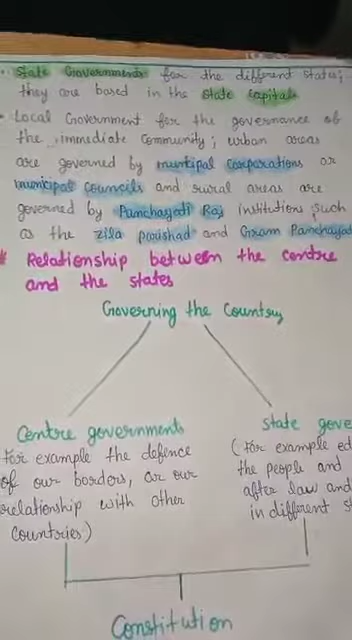 • State Governments for the different states;
they are based in the state capitals
• Local Government for the governance of
the immediate Community; urban areas
are governed by muntipal corporations or
municipal councils and rural areas are
governed by Panchayati Raj institutions, such
as the zila parishad and Gram Panchayat
* Relationship between the centre
and the states
Governing the Country
Centre governments
(For example the defence
of our borders, or our
relationship with other
countries)
state gove
(For example ed
the people and
after law and
in different s
Constitution